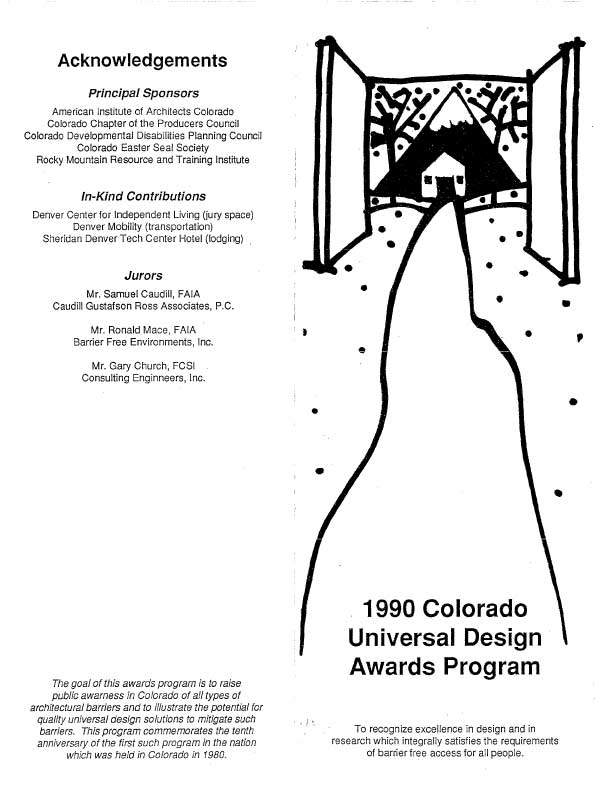 Acknowledgements
Principal Sponsors
American Institute of Architects Colorado
Colorado Chapter of the Producers Council
Colorado Developmental Disabilities Planning Council
Colorado Easter Seal Society
Rocky Mountain Resource and Training Institute
In-Kind Contributions
Denver Center for Independent Living (jury space)
Denver Mobility (transportation)
Sheridan Denver Tech Center Hotel (lodging)
Jurors
Mr. Samuel Caudill, FAIA
Caudill Gustafson Ross Associates, P.C.
Mr. Ronald Mace, FAIA
Barrier Free Environments, Inc.
Mr. Gary Church, FCSI
Consulting Enginneers, Inc.
The goal of this awards program is to raise
public awarness in Colorado of all types of
architectural barriers and to illustrate the potential for
quality universal design solutions to mitigate such
barriers. This program commemorates the tenth
anniversary of the first such program in the nation
which was held in Colorado in 1980.
1990 Colorado
Universal Design
Awards Program
To recognize excellence in design and in
research which integrally satisfies the requirements
of barrier free access for all people.